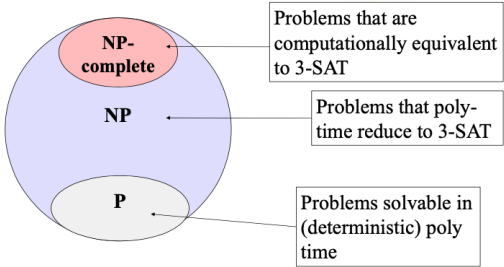 NP-
complete
Problems that are
computationally equivalent
to 3-SAT
NP
Problems that poly-
time reduce to 3-SAT
P
Problems solvable in
(deterministic) poly
time